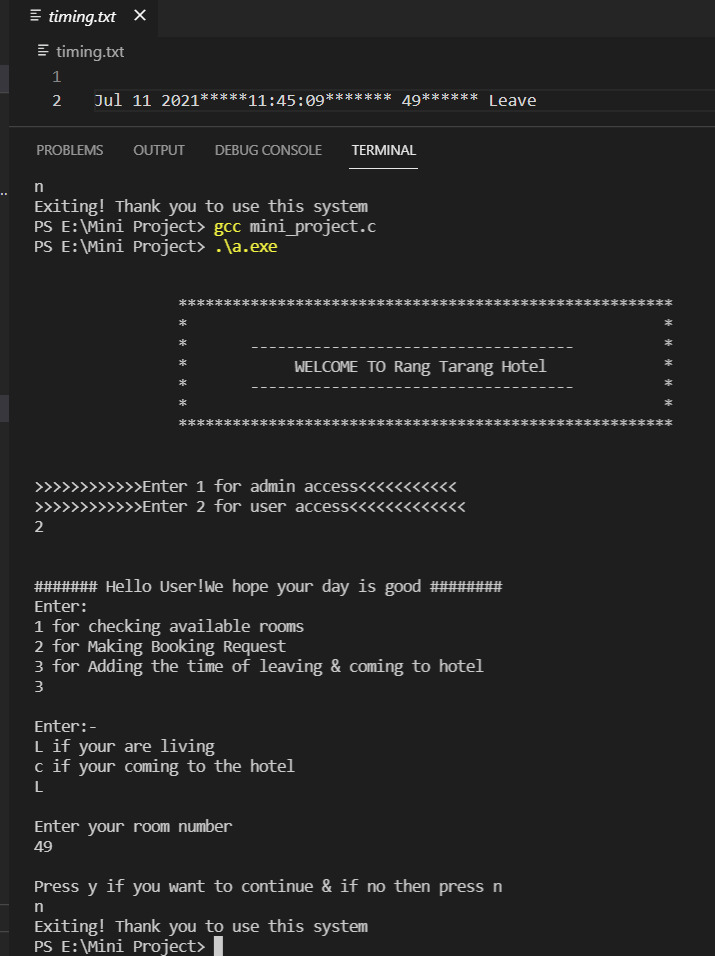 timing.txt
timing.txt
1
2 Jul 11 2021*****11:45:09******* 49****** Leave
PROBLEMS OUTPUT DEBUG CONSOLE TERMINAL
n
Exiting! Thank you to use this system
PS E:\Mini Project> gcc mini_project.c
PS E:\Mini Project> .\a.exe
*******************************************************
* *
* ------------------------------------ *
* WELCOME TO Rang Tarang Hotel *
* ------------------------------------ *
* *
*******************************************************
>>>>>>>>>>>>Enter 1 for admin access<<<<<<<<<<<
>>>>>>>>>>>>Enter 2 for user access<<<<<<<<<<<<<
2
####### Hello User!We hope your day is good ########
Enter:
1 for checking available rooms
2 for Making Booking Request
3 for Adding the time of leaving & coming to hotel
3
Enter:-
L if your are living
c if your coming to the hotel
L
Enter your room number
49
Press y if you want to continue & if no then press n
n
Exiting! Thank you to use this system
PS E:\Mini Project>